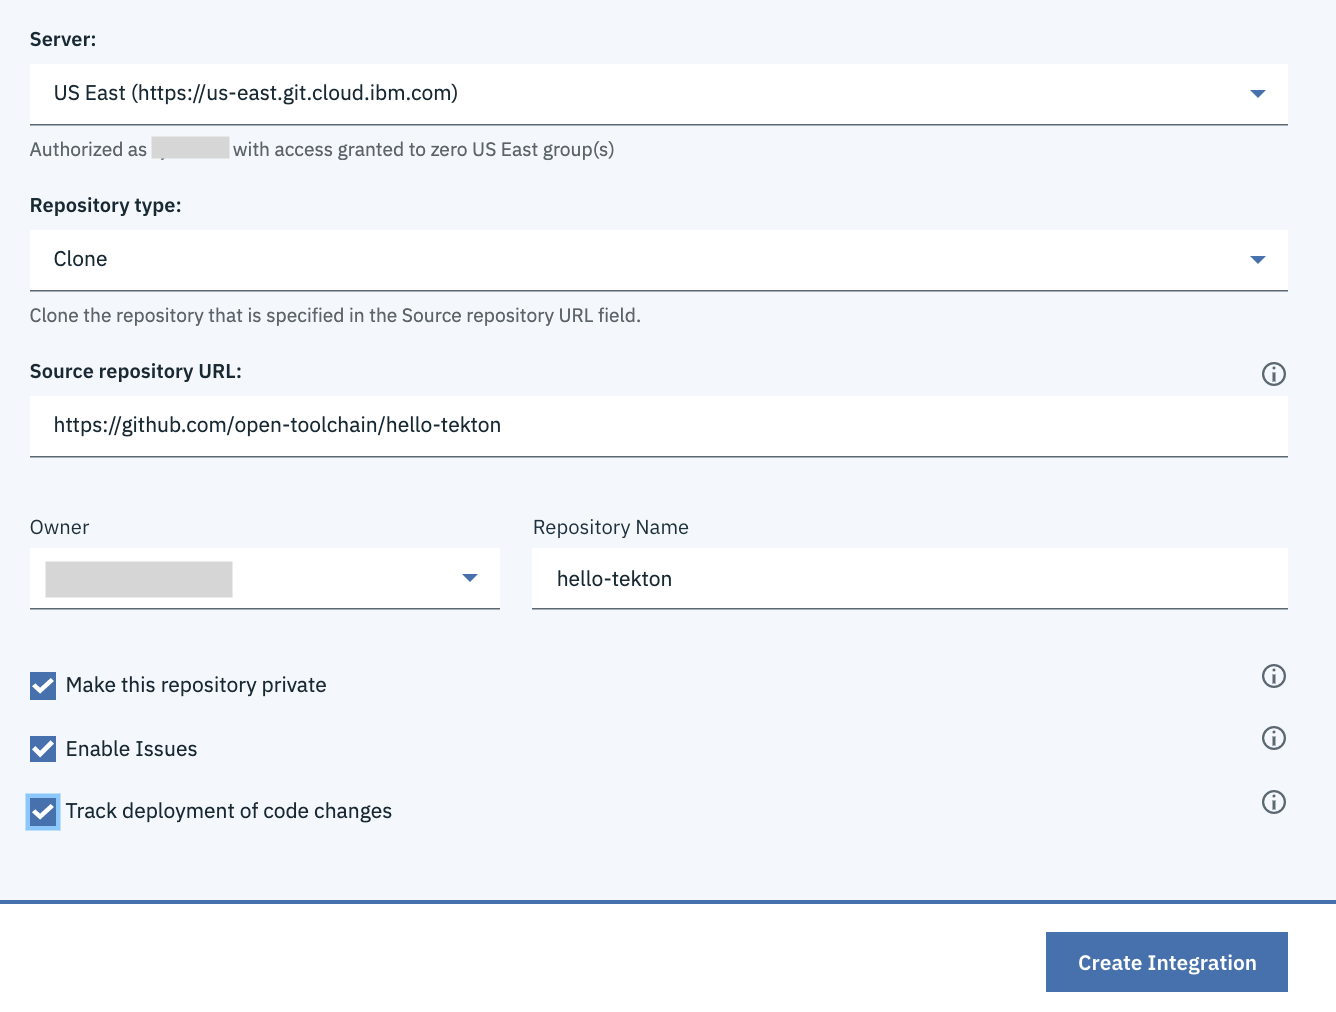 Server:
US East (https://us-east.git.cloud.ibm.com)
Authorized as with access granted to zero US East group(s)
Repository type:
Clone
Clone the repository that is specified in the Source repository URL field.
Source repository URL:
https://github.com/open-toolchain/hello-tekton
Owner
Repository Name
hello-tekton
Make this repository private
Enable Issues
Track deployment of code changes
Create Integration